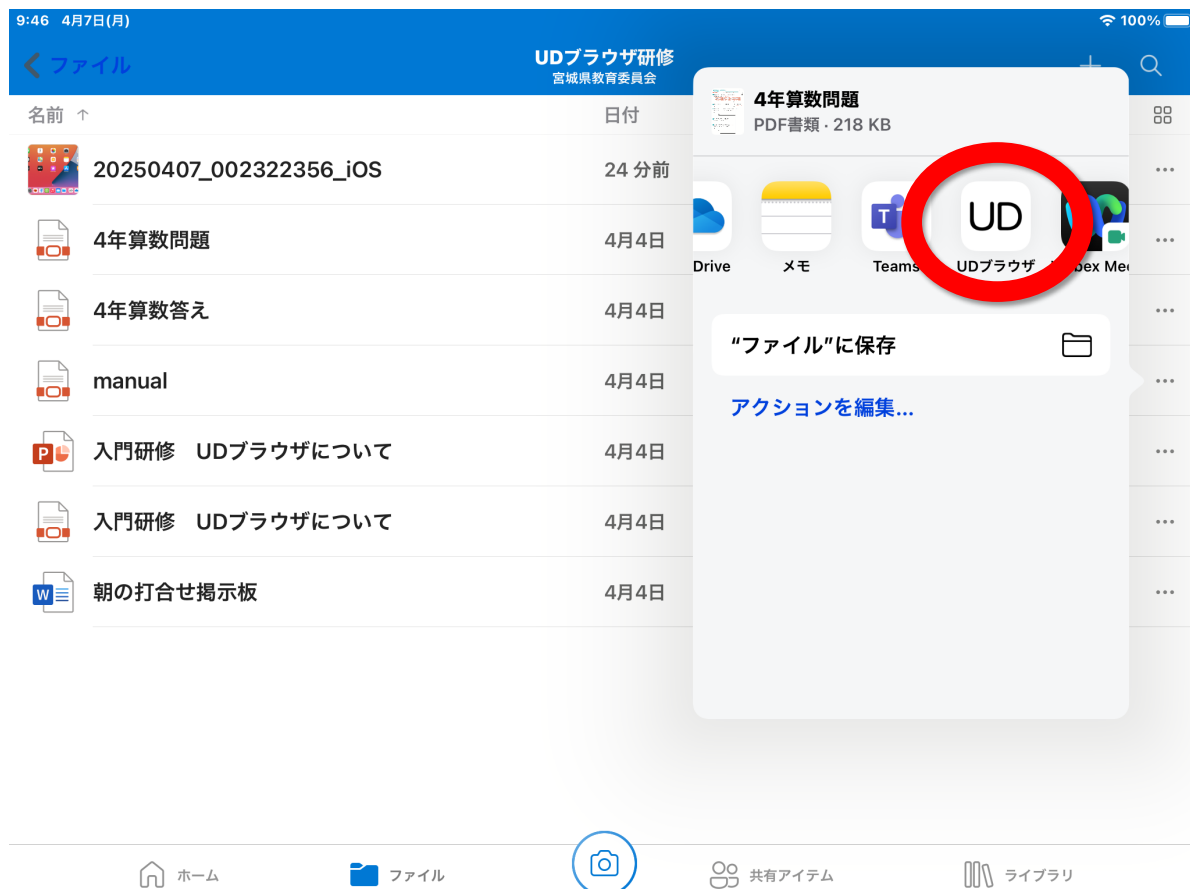 9:46 4月7日(月)
100%
ファイル
UDブラウザ研修
宮城県教育委員会
名前 ↑
日付
20250407_002322356_iOS
24 分前
4年算数問題
4月4日
4年算数答え
4月4日
manual
4月4日
入門研修　UDブラウザについて
4月4日
入門研修　UDブラウザについて
4月4日
朝の打合せ掲示板
4月4日
4年算数問題
PDF書類・218 KB
UD
Drive
メモ
Teams
UDブラウザ
“ファイル”に保存
アクションを編集...
ホーム
ファイル
共有アイテム
ライブラリ